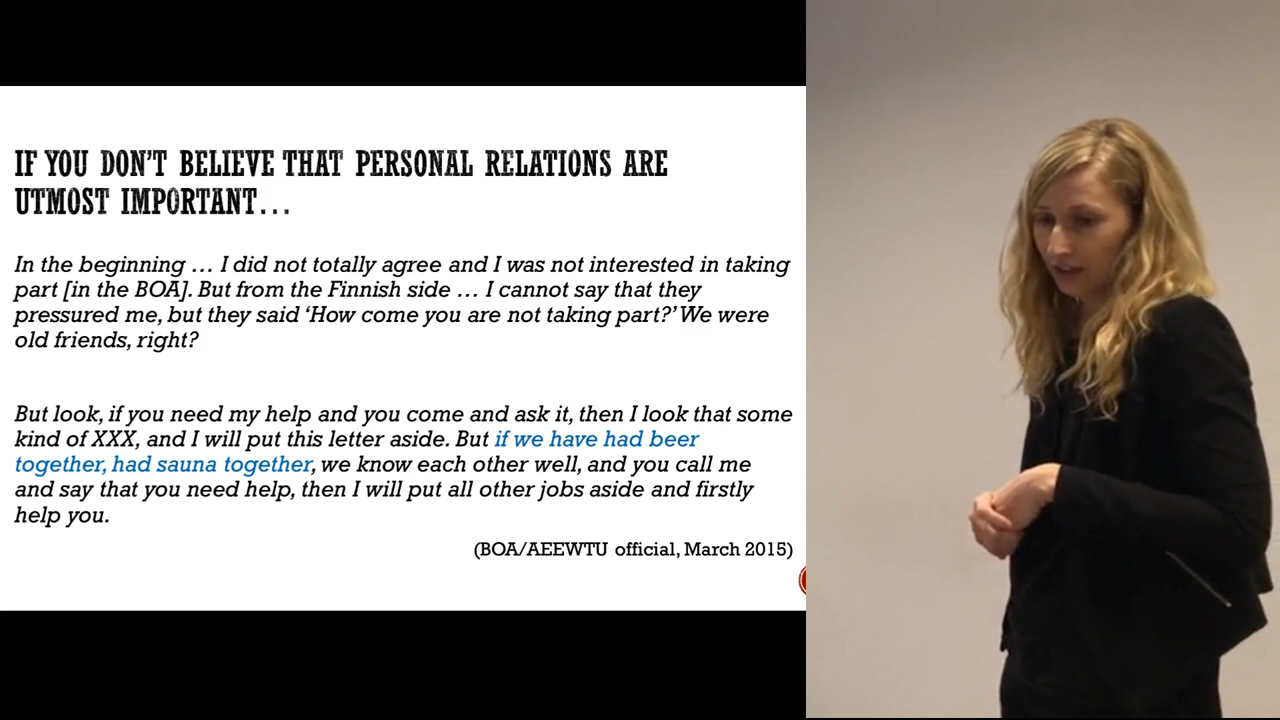 IF YOU DON'T BELIEVE THAT PERSONAL RELATIONS ARE
UTMOST IMPORTANT...
In the beginning ... I did not totally agree and I was not interested in taking
part [in the BOA]. But from the Finnish side ... I cannot say that they
pressured me, but they said 'How come you are not taking part?' We were
old friends, right?
But look, if you need my help and you come and ask it, then I look that some
kind of XXX, and I will put this letter aside. But if we have had beer
together, had sauna together, we know each other well, and you call me
and say that you need help, then I will put all other jobs aside and firstly
help you.
(BOA/AEEWTU official, March 2015)